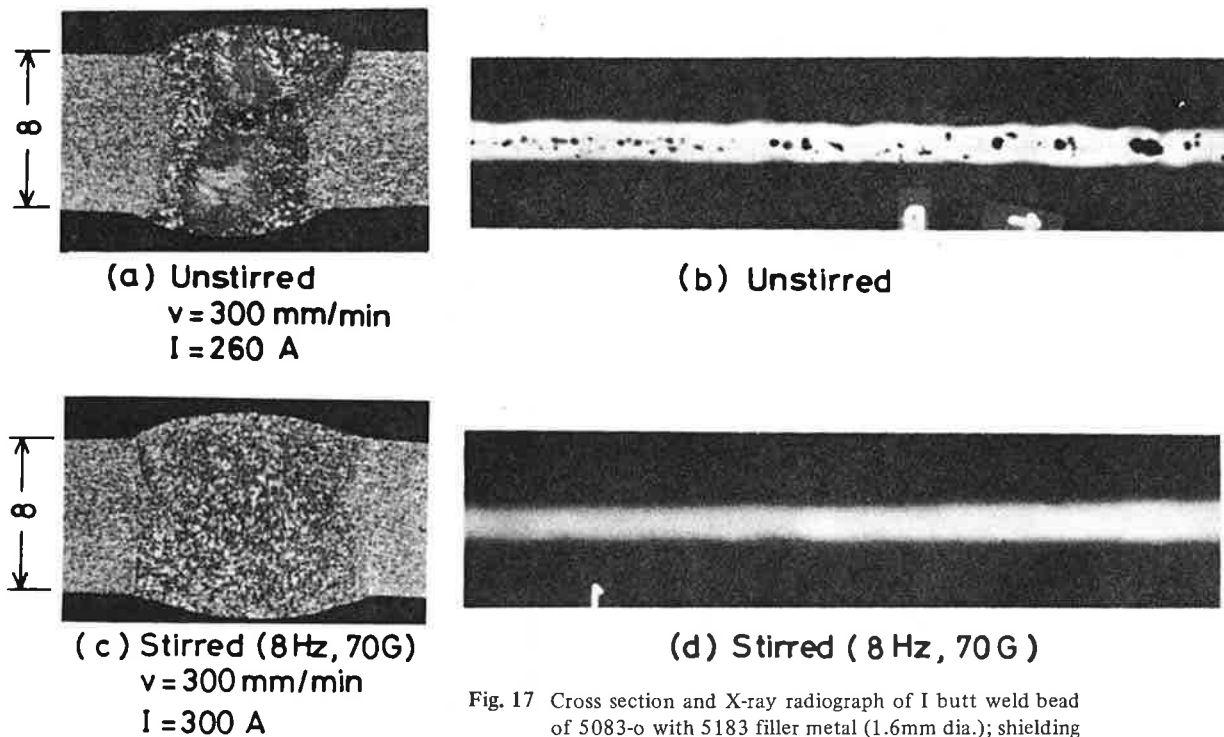 8
(a) Unstirred
v = 300 mm/min
I = 260 A
(b) Unstirred
8
(c) Stirred (8 Hz, 70G)
v = 300 mm/min
I = 300 A
(d) Stirred (8 Hz, 70 G)
Fig. 17 Cross section and X-ray radiograph of I butt weld bead
of 5083-o with 5183 filler metal (1.6mm dia.); shielding